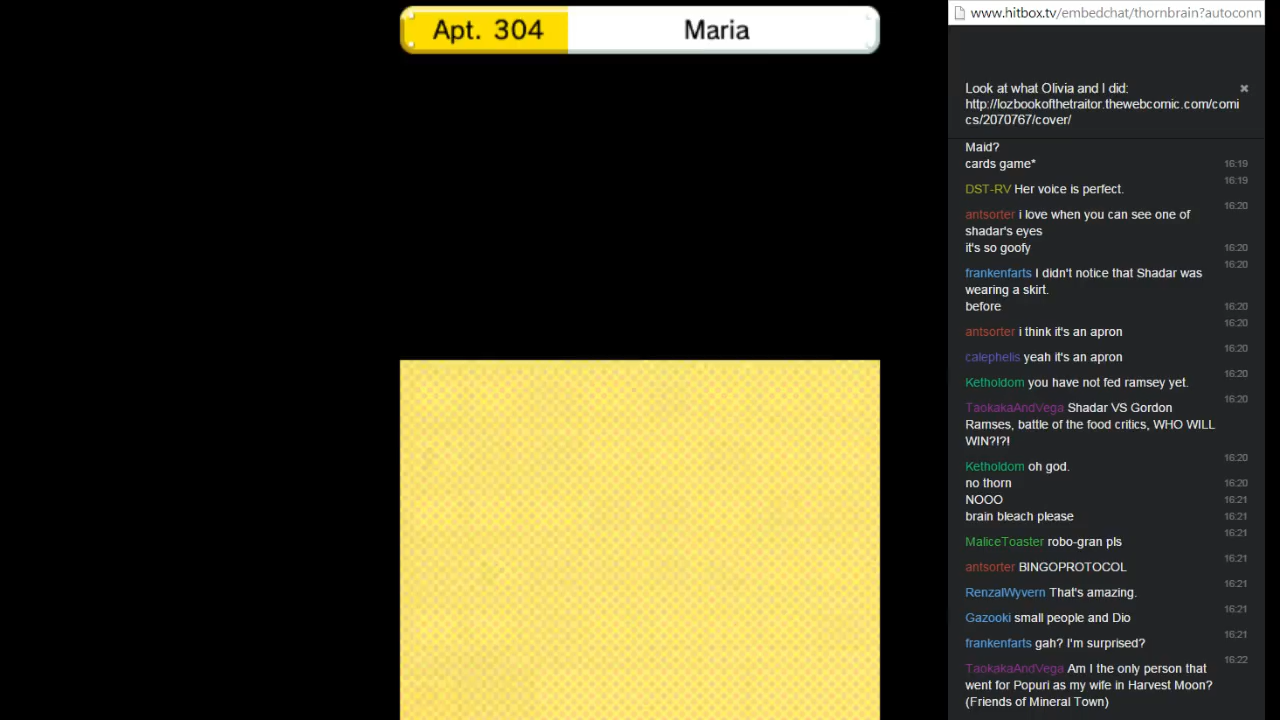 Apt. 304 Maria
www.hitbox.tv/embedchat/thornbrain?autoconn
Look at what Olivia and I did:
http://lozbookofthetraitor.thewebcomic.com/comi
cs/2070767/cover/
Maid?
cards game* 16:19
16:19
DST-RV Her voice is perfect.
16:20
antsorter i love when you can see one of
shadar's eyes
it's so goofy 16:20
16:20
frankenfarts I didn't notice that Shadar was
wearing a skirt.
before 16:20
16:20
antsorter i think it's an apron
16:20
calephelis yeah it's an apron
16:20
Ketholdom you have not fed ramsey yet.
16:20
TaokakaAndVega Shadar VS Gordon
Ramses, battle of the food critics, WHO WILL
WIN?!?!
16:20
Ketholdom oh god.
no thorn 16:20
NOOO 16:21
brain bleach please 16:21
16:21
MaliceToaster robo-gran pls
16:21
antsorter BINGOPROTOCOL
16:21
RenzalWyvern That's amazing.
16:21
Gazooki small people and Dio
16:21
frankenfarts gah? I'm surprised?
16:22
TaokakaAndVega Am I the only person that
went for Popuri as my wife in Harvest Moon?
(Friends of Mineral Town)